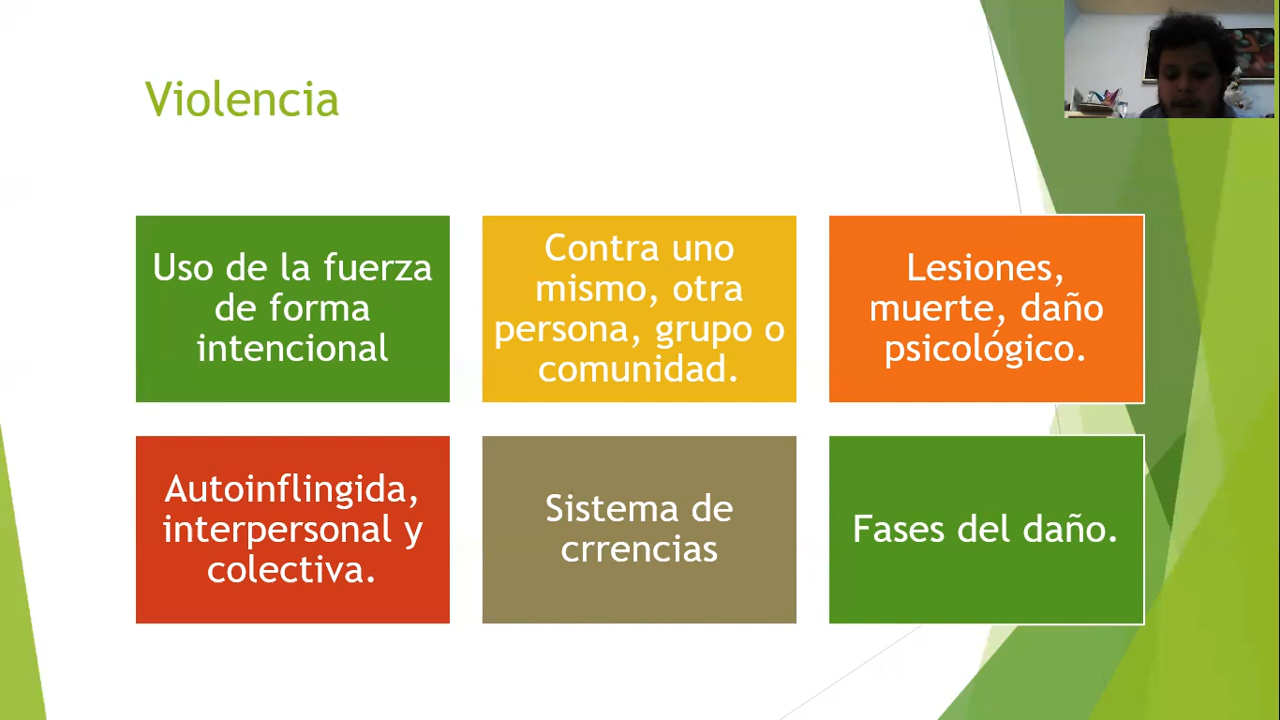 Violencia
Uso de la fuerza
de forma
intencional
Contra uno
mismo, otra
persona, grupo o
comunidad.
Lesiones,
muerte, daño
psicológico.
Autoinflingida,
interpersonal y
colectiva.
Sistema de
crrencias
Fases del daño.